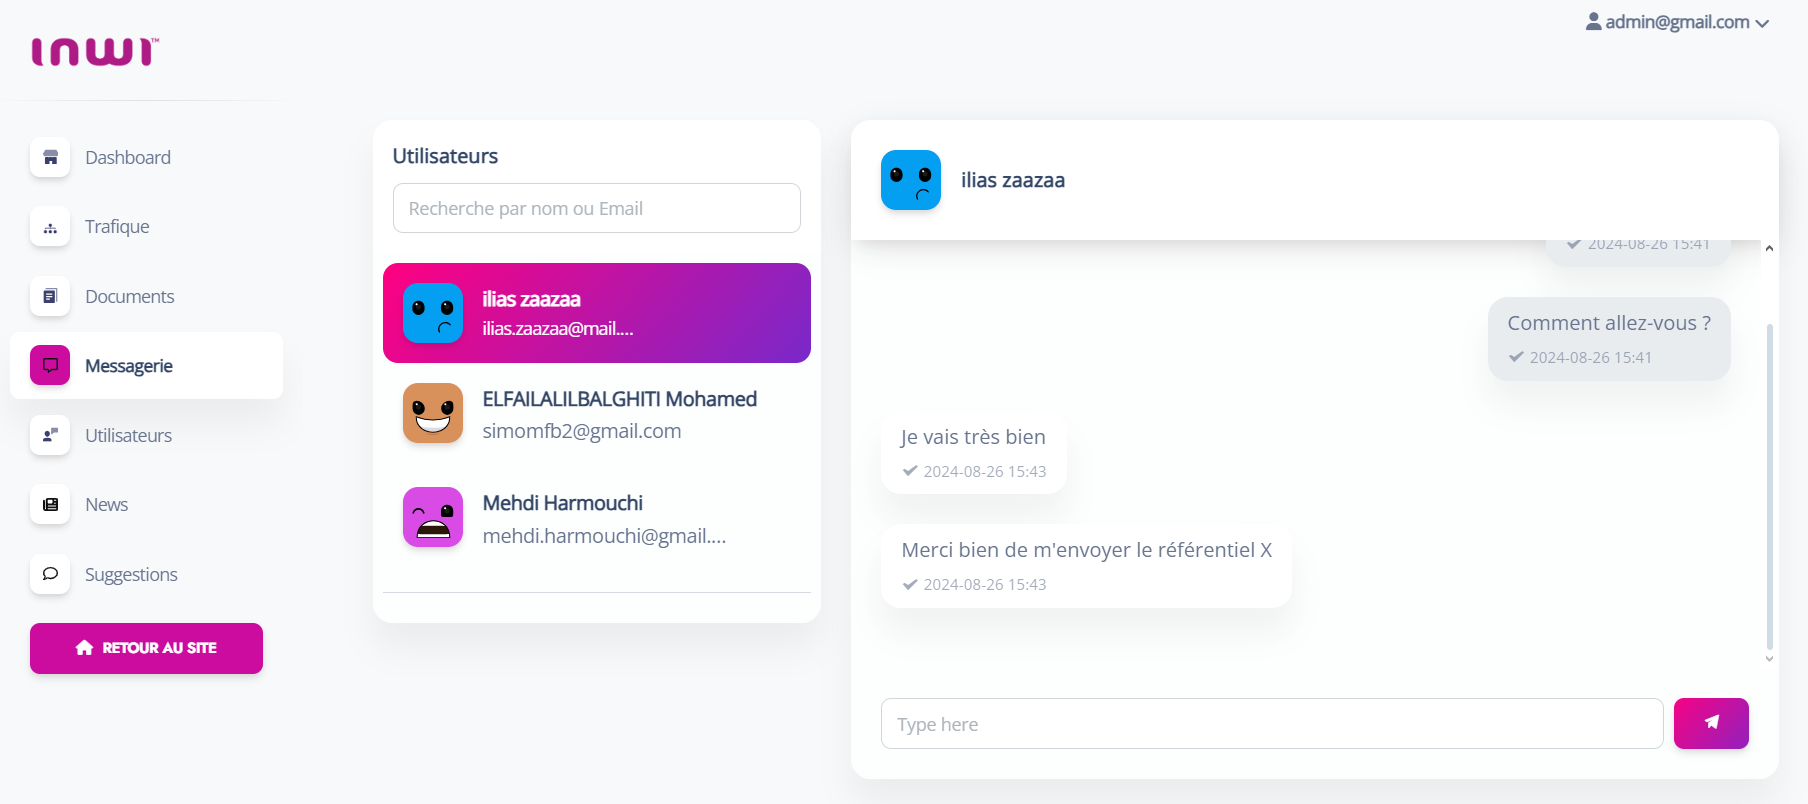 inwi™
admin@gmail.com
Dashboard
Trafique
Documents
Messagerie
Utilisateurs
News
Suggestions
RETOUR AU SITE
Utilisateurs
Recherche par nom ou Email
ilias zaazaa
ilias.zaazaa@mail....
ELFAILALILBALGHITI Mohamed
simomfb2@gmail.com
Mehdi Harmouchi
mehdi.harmouchi@gmail....
ilias zaazaa
2024-08-26 15:41
Comment allez-vous ?
2024-08-26 15:41
Je vais très bien
2024-08-26 15:43
Merci bien de m'envoyer le référentiel X
2024-08-26 15:43
Type here